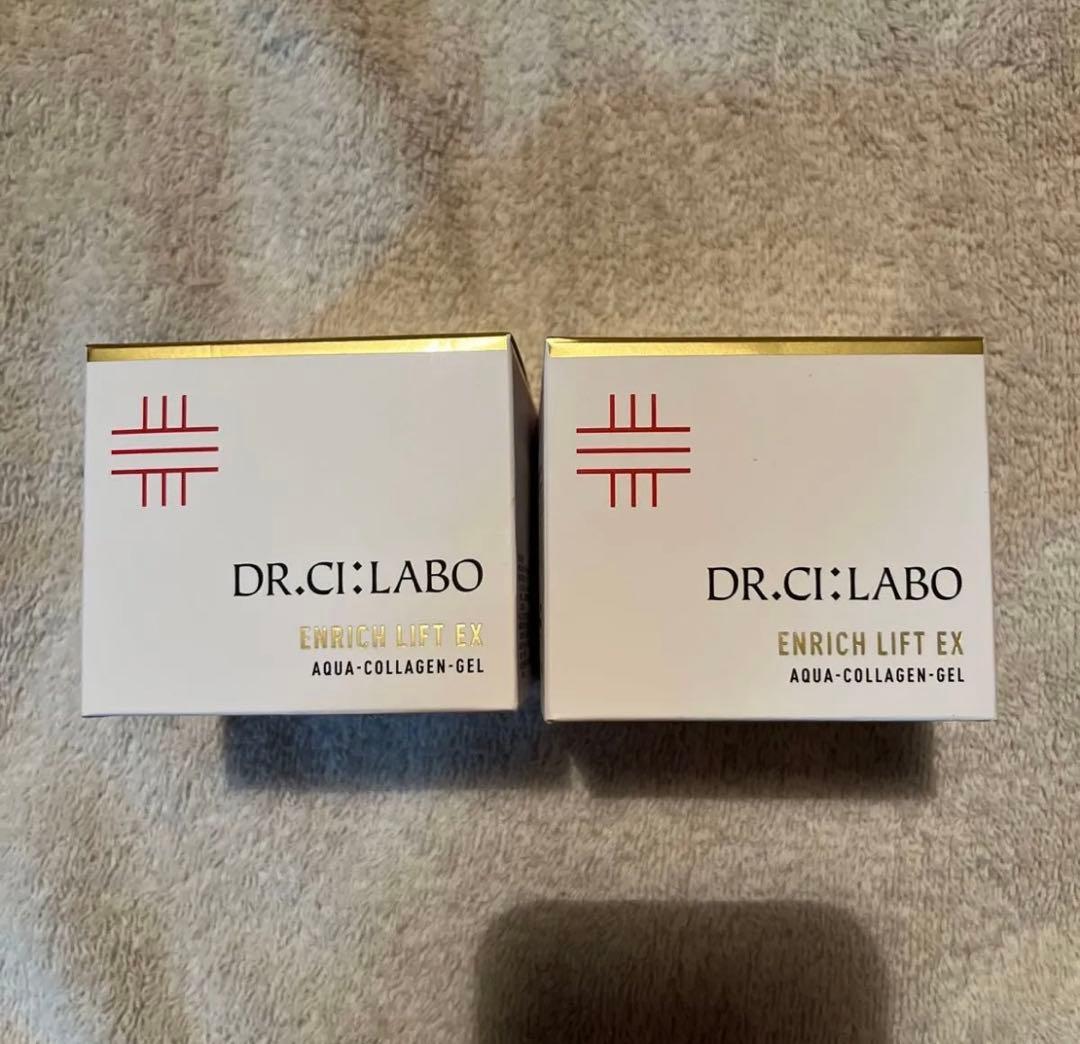 DR.CI:LABO
ENRICH LIFT EX
AQUA-COLLAGEN-GEL
DR.CI:LABO
ENRICH LIFT EX
AQUA-COLLAGEN-GEL